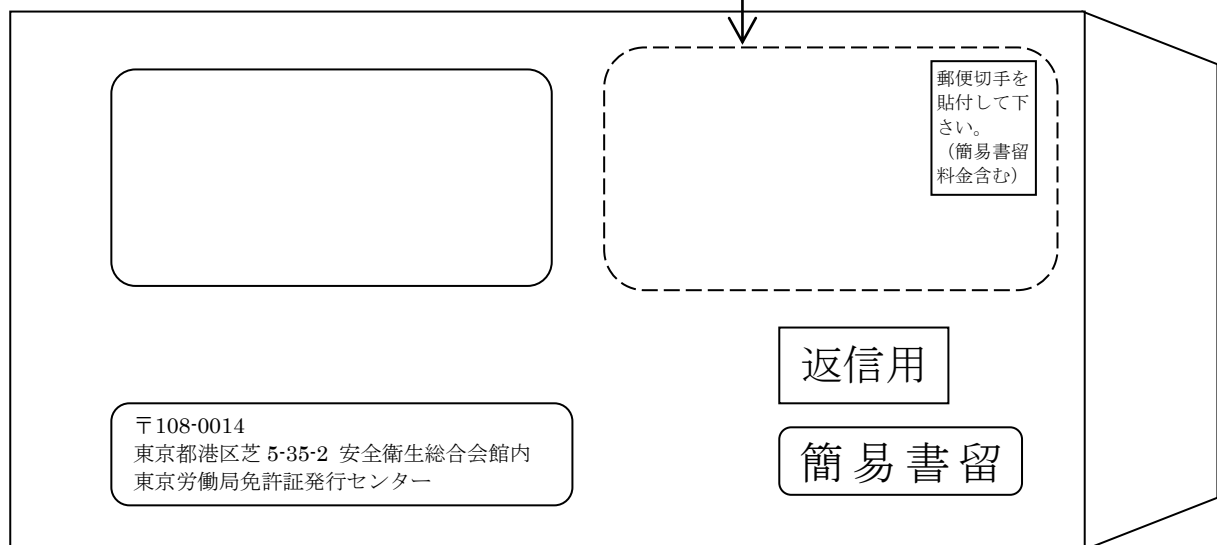 郵便切手を
貼付して下
さい。
（簡易書留
料金含む）
返信用
〒108-0014
東京都港区芝 5-35-2 安全衛生総合会館内
東京労働局免許証発行センター
簡易書留